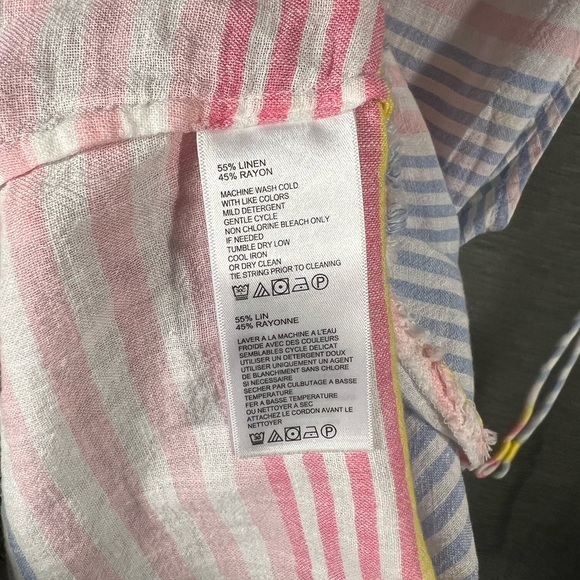 55% LINEN
45% RAYON
MACHINE WASH COLD
WITH LIKE COLORS
MILD DETERGENT
GENTLE CYCLE
NON CHLORINE BLEACH ONLY
IF NEEDED
TUMBLE DRY LOW
COOL IRON
OR DRY CLEAN
TIE STRING PRIOR TO CLEANING
55% LIN
45% RAYONNE
LAVER A LA MACHINE A L'EAU
FROIDE AVEC DES COULEURS
SEMBLABLES CYCLE DELICAT
UTILISER UN DETERGENT DOUX
UTILISER UNIQUEMENT UN AGENT
DE BLANCHIMENT SANS CHLORE
SI NECESSAIRE
SECHER PAR CULBUTAGE A BASSE
TEMPERATURE
FER A BASSE TEMPERATURE
OU NETTOYER A SEC
ATTACHEZ LE CORDON AVANT LE
NETTOYER